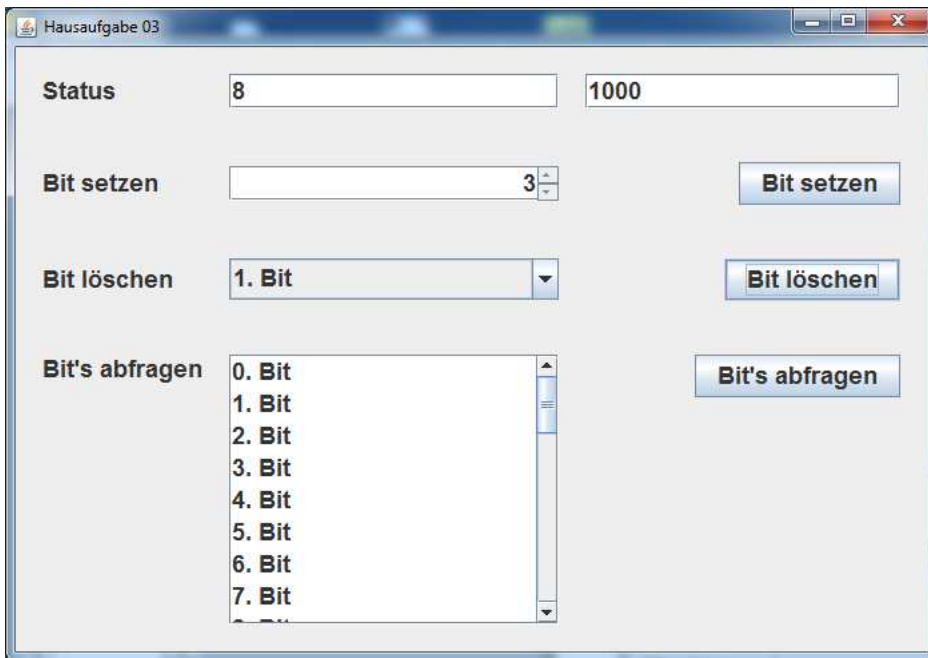 Hausaufgabe 03
Status 8 1000
Bit setzen 3 Bit setzen
Bit löschen 1. Bit Bit löschen
Bit's abfragen 0. Bit Bit's abfragen
1. Bit
2. Bit
3. Bit
4. Bit
5. Bit
6. Bit
7. Bit